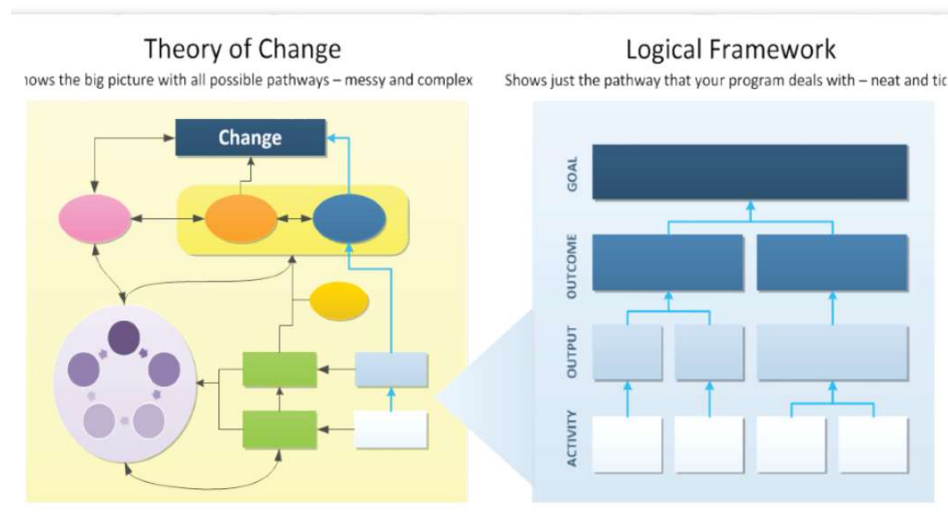 Theory of Change
hows the big picture with all possible pathways – messy and complex
Change
Logical Framework
Shows just the pathway that your program deals with – neat and tid
GOAL
OUTCOME
OUTPUT
ACTIVITY